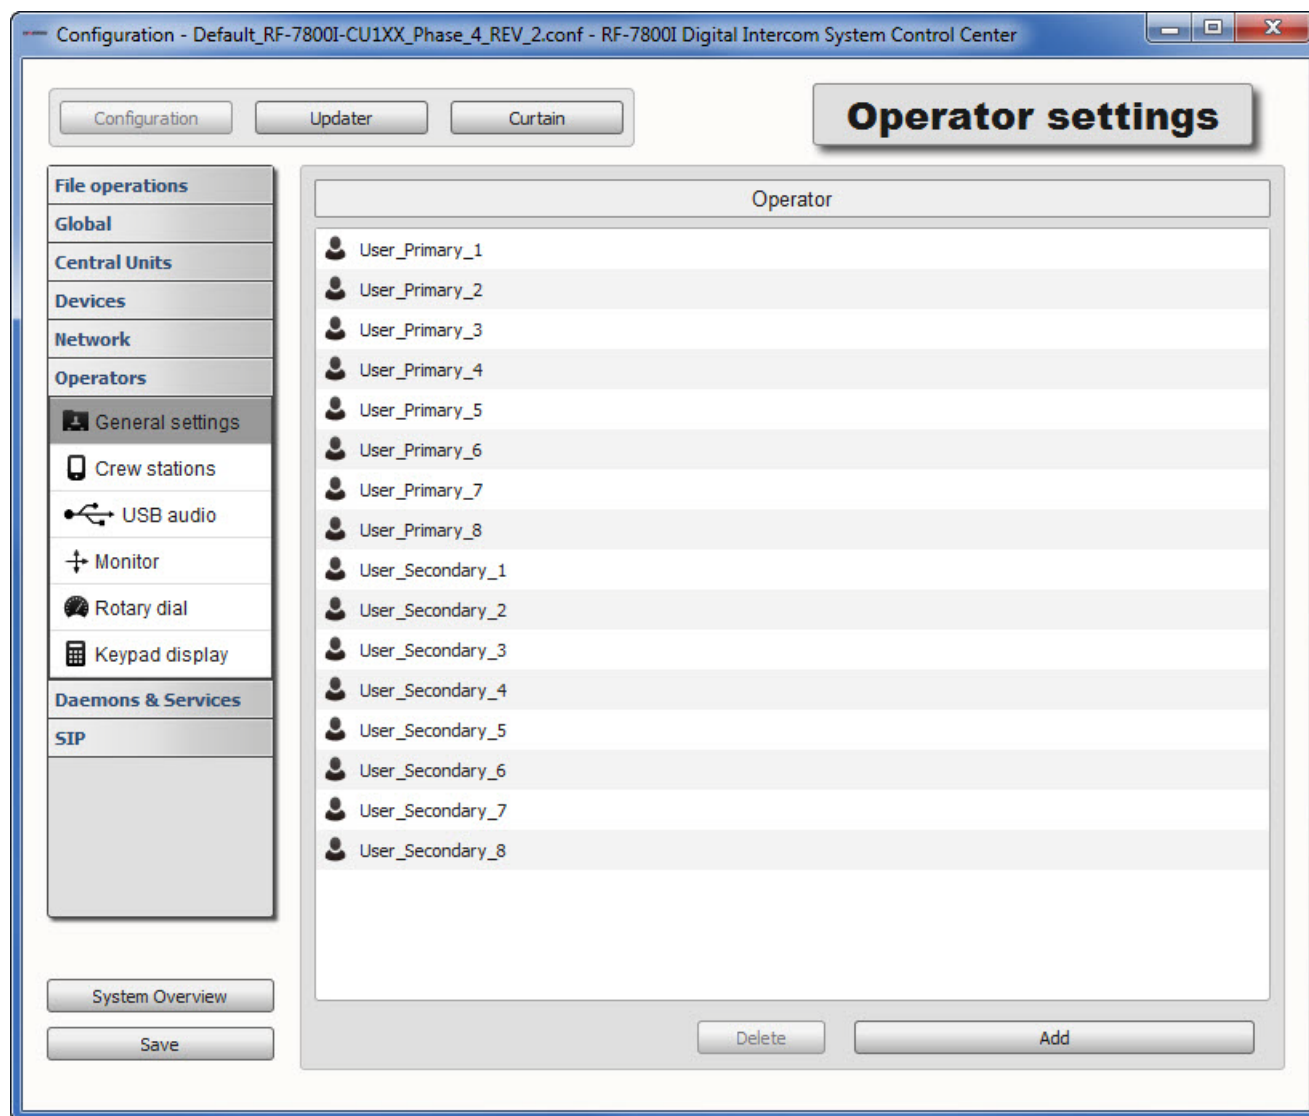 Configuration - Default_RF-7800I-CU1XX_Phase_4_REV_2.conf - RF-7800I Digital Intercom System Control Center
Configuration Updater Curtain
Operator settings
File operations
Global
Central Units
Devices
Network
Operators
General settings
Crew stations
USB audio
Monitor
Rotary dial
Keypad display
Daemons & Services
SIP
System Overview
Save
Operator
User_Primary_1
User_Primary_2
User_Primary_3
User_Primary_4
User_Primary_5
User_Primary_6
User_Primary_7
User_Primary_8
User_Secondary_1
User_Secondary_2
User_Secondary_3
User_Secondary_4
User_Secondary_5
User_Secondary_6
User_Secondary_7
User_Secondary_8
Delete Add